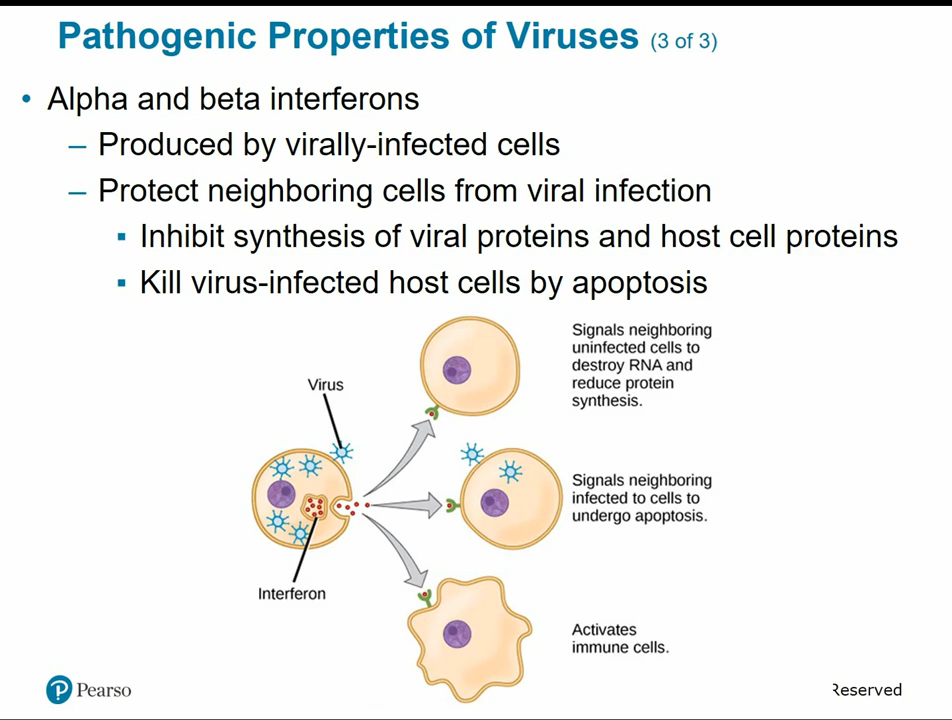 Pathogenic Properties of Viruses (3 of 3)
• Alpha and beta interferons
– Produced by virally-infected cells
– Protect neighboring cells from viral infection
▪ Inhibit synthesis of viral proteins and host cell proteins
▪ Kill virus-infected host cells by apoptosis
Signals neighboring
uninfected cells to
destroy RNA and
reduce protein
synthesis.
Virus
Signals neighboring
infected to cells to
undergo apoptosis.
Interferon
Activates
immune cells.
P Pearso
Reserved